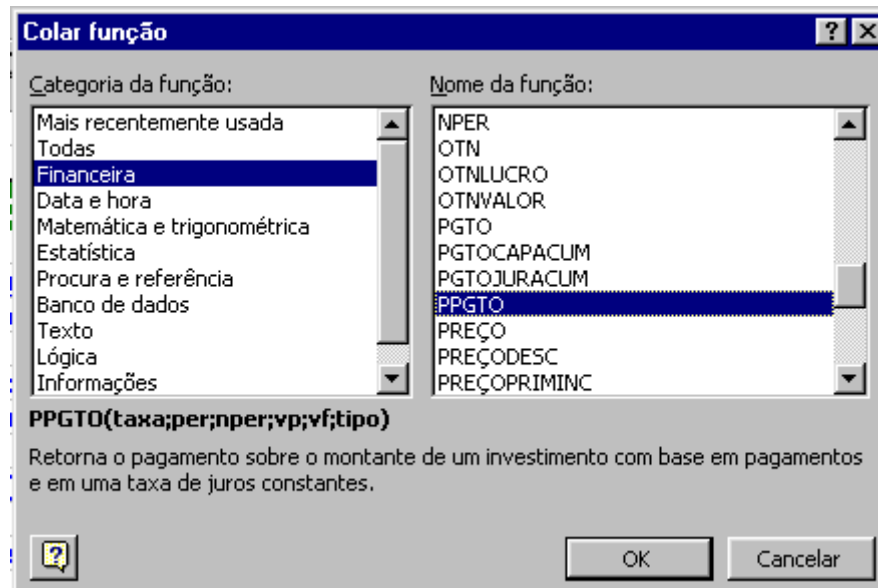 Colar função
Categoria da função:
Mais recentemente usada
Todas
Financeira
Data e hora
Matemática e trigonométrica
Estatística
Procura e referência
Banco de dados
Texto
Lógica
Informações
Nome da função:
NPER
OTN
OTNLUCRO
OTNVALOR
PGTO
PGTOCAPACUM
PGTOJURACUM
PPGTO
PREÇO
PREÇODESC
PREÇOPRIMINC
PPGTO(taxa;per;nper;vp;vf;tipo)
Retorna o pagamento sobre o montante de um investimento com base em pagamentos
e em uma taxa de juros constantes.
OK
Cancelar